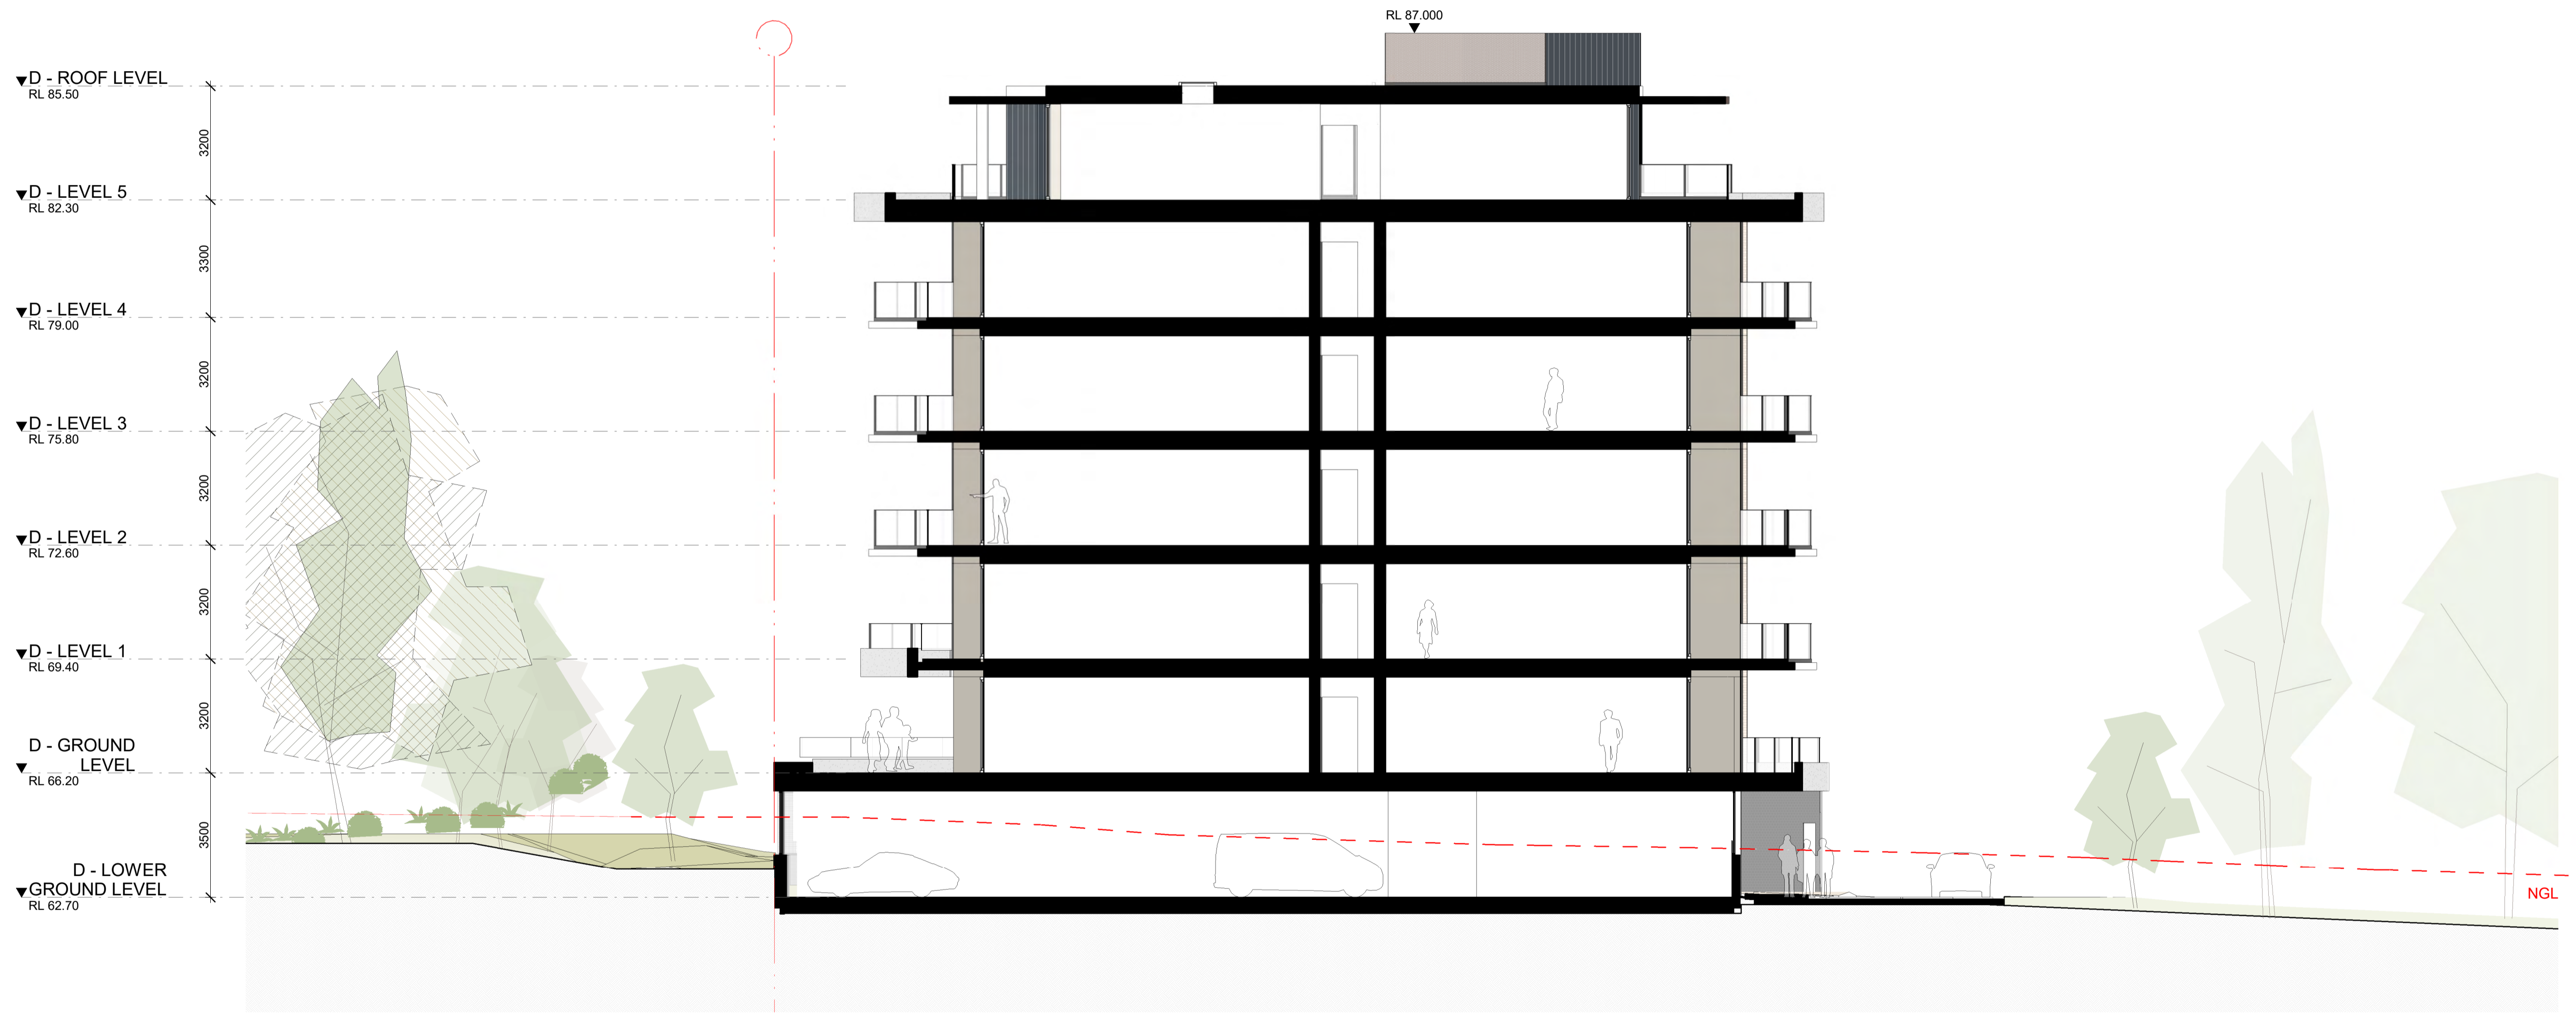 RL 87.000
D - ROOF LEVEL
RL 85.50
3200
D - LEVEL 5
RL 82.30
3300
D - LEVEL 4
RL 79.00
3200
D - LEVEL 3
RL 75.80
3200
D - LEVEL 2
RL 72.60
3200
D - LEVEL 1
RL 69.40
3200
D - GROUND
LEVEL
RL 66.20
3500
D - LOWER
GROUND LEVEL
RL 62.70
NGL